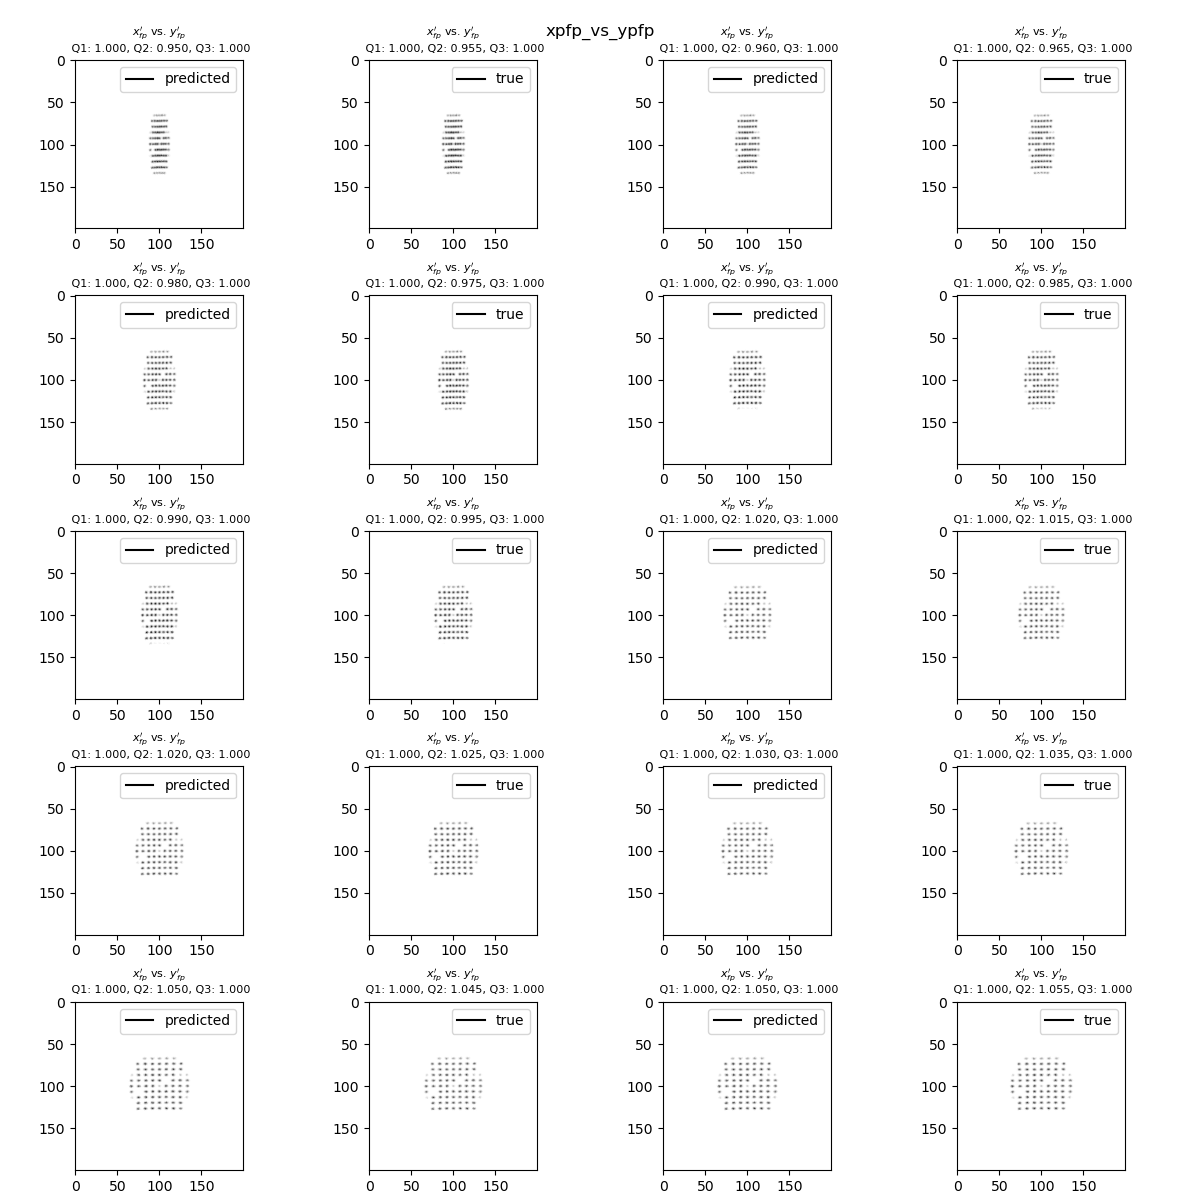 xpfp_vs_ypfp
x′fp vs. y′fp x′fp vs. y′fp x′fp vs. y′fp x′fp vs. y′fp
Q1: 1.000, Q2: 0.950, Q3: 1.000 Q1: 1.000, Q2: 0.955, Q3: 1.000 Q1: 1.000, Q2: 0.960, Q3: 1.000 Q1: 1.000, Q2: 0.965, Q3: 1.000
0 0 0 0
predicted true predicted true
50 50 50 50
100 100 100 100
150 150 150 150
0 50 100 150 0 50 100 150 0 50 100 150 0 50 100 150
x′fp vs. y′fp x′fp vs. y′fp x′fp vs. y′fp x′fp vs. y′fp
Q1: 1.000, Q2: 0.980, Q3: 1.000 Q1: 1.000, Q2: 0.975, Q3: 1.000 Q1: 1.000, Q2: 0.990, Q3: 1.000 Q1: 1.000, Q2: 0.985, Q3: 1.000
0 0 0 0
predicted true predicted true
50 50 50 50
100 100 100 100
150 150 150 150
0 50 100 150 0 50 100 150 0 50 100 150 0 50 100 150
x′fp vs. y′fp x′fp vs. y′fp x′fp vs. y′fp x′fp vs. y′fp
Q1: 1.000, Q2: 0.990, Q3: 1.000 Q1: 1.000, Q2: 0.995, Q3: 1.000 Q1: 1.000, Q2: 1.020, Q3: 1.000 Q1: 1.000, Q2: 1.015, Q3: 1.000
0 0 0 0
predicted true predicted true
50 50 50 50
100 100 100 100
150 150 150 150
0 50 100 150 0 50 100 150 0 50 100 150 0 50 100 150
x′fp vs. y′fp x′fp vs. y′fp x′fp vs. y′fp x′fp vs. y′fp
Q1: 1.000, Q2: 1.020, Q3: 1.000 Q1: 1.000, Q2: 1.025, Q3: 1.000 Q1: 1.000, Q2: 1.030, Q3: 1.000 Q1: 1.000, Q2: 1.035, Q3: 1.000
0 0 0 0
predicted true predicted true
50 50 50 50
100 100 100 100
150 150 150 150
0 50 100 150 0 50 100 150 0 50 100 150 0 50 100 150
x′fp vs. y′fp x′fp vs. y′fp x′fp vs. y′fp x′fp vs. y′fp
Q1: 1.000, Q2: 1.050, Q3: 1.000 Q1: 1.000, Q2: 1.045, Q3: 1.000 Q1: 1.000, Q2: 1.050, Q3: 1.000 Q1: 1.000, Q2: 1.055, Q3: 1.000
0 0 0 0
predicted true predicted true
50 50 50 50
100 100 100 100
150 150 150 150
0 50 100 150 0 50 100 150 0 50 100 150 0 50 100 150